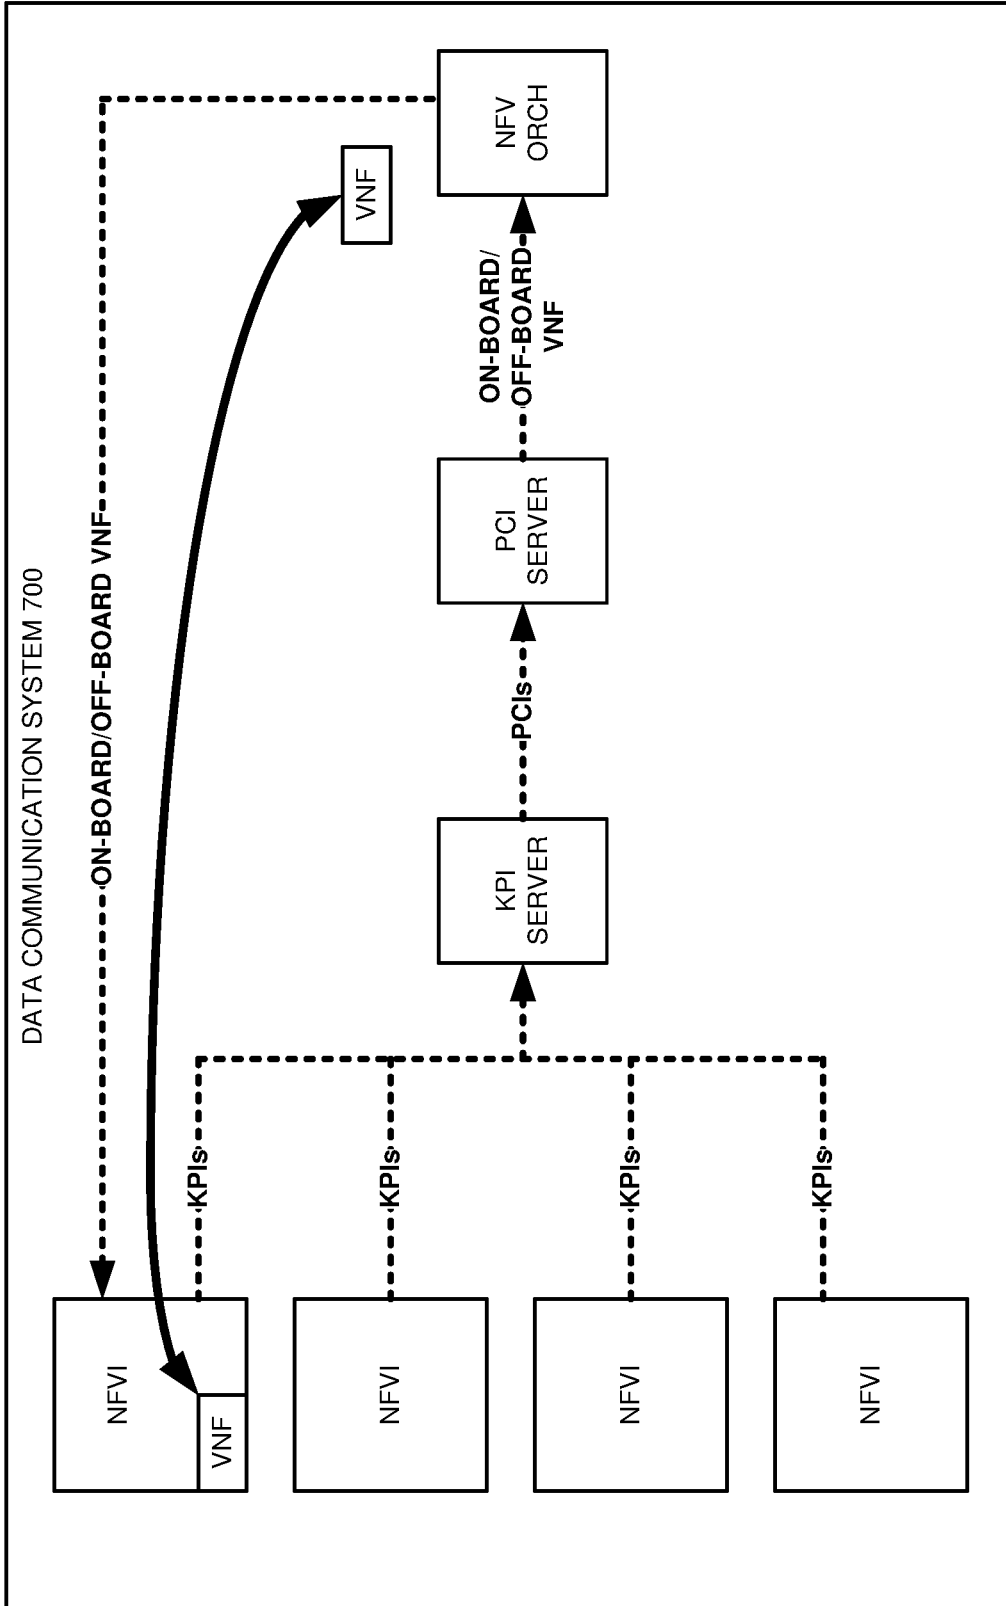 DATA COMMUNICATION SYSTEM 700
ON-BOARD/OFF-BOARD VNF
NFVI
VNF
KPIs
NFVI
KPIs
NFVI
KPIs
NFVI
KPIs
KPI
SERVER
PCIs
PCI
SERVER
ON-BOARD/
OFF-BOARD
VNF
VNF
NFV
ORCH